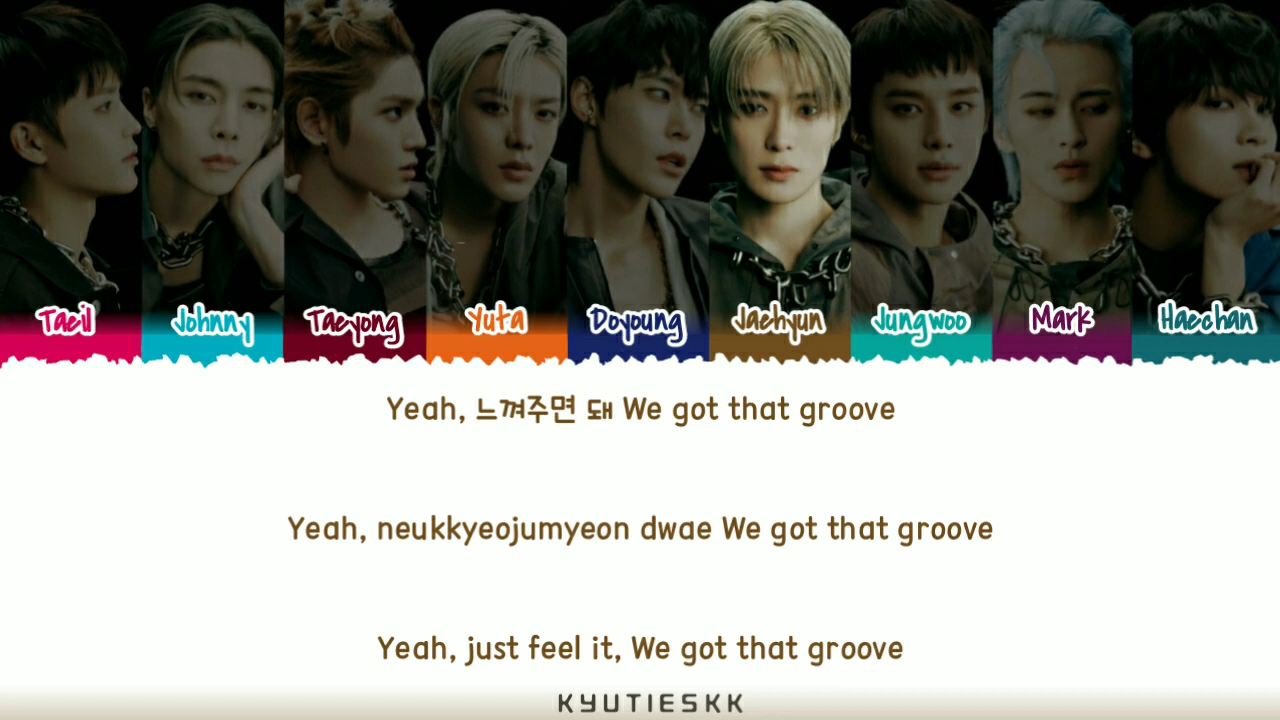 Taeil Johnny Taeyong Yuta Doyoung Jaehyun Jungwoo Mark Haechan
Yeah, 느껴주면 돼 We got that groove
Yeah, neukkyeojumyeon dwae We got that groove
Yeah, just feel it, We got that groove
KYUTIESKK